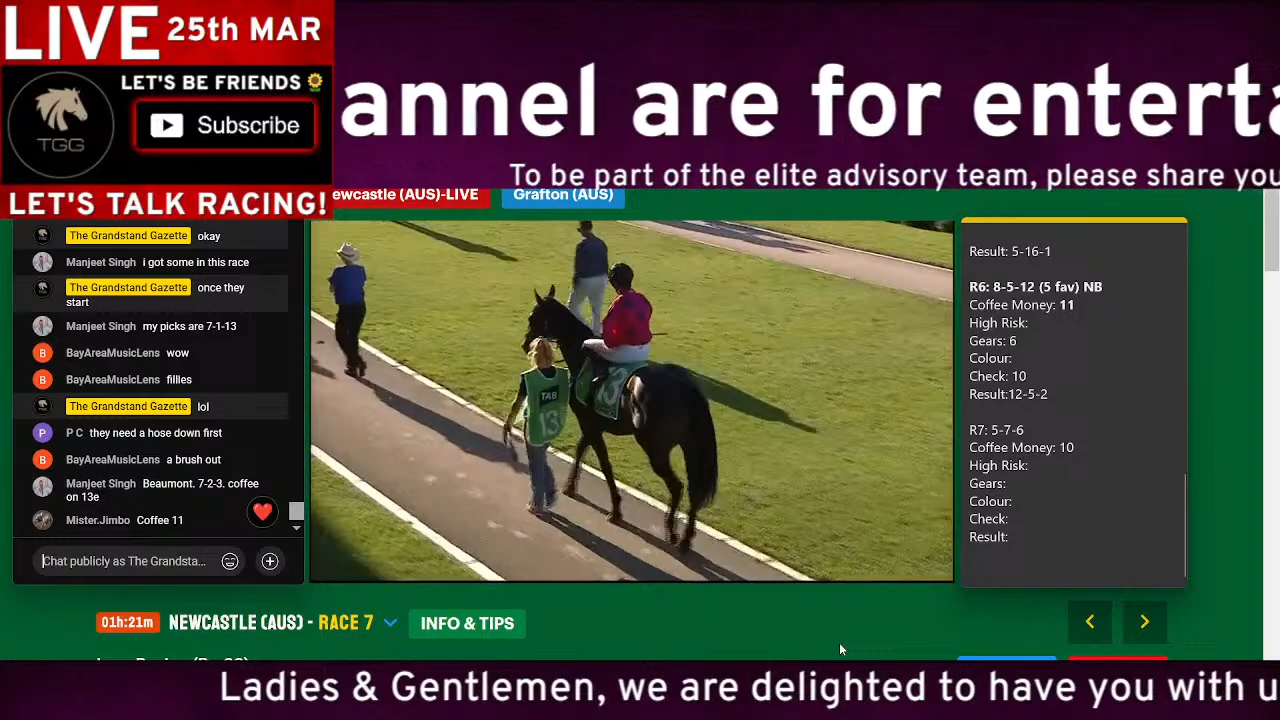 LIVE 25th MAR
LET'S BE FRIENDS
TGG
Subscribe
LET'S TALK RACING!
annel are for enterta
To be part of the elite advisory team, please share you
ewcastle (AUS)-LIVE
Grafton (AUS)
The Grandstand Gazette okay
Manjeet Singh i got some in this race
The Grandstand Gazette once they
start
Manjeet Singh my picks are 7-1-13
B BayAreaMusicLens wow
B BayAreaMusicLens fillies
The Grandstand Gazette lol
P P C they need a hose down first
B BayAreaMusicLens a brush out
Manjeet Singh Beaumont. 7-2-3. coffee
on 13e
Mister.Jimbo Coffee 11
Chat publicly as The Grandsta...
TAB
13
13
Result: 5-16-1
R6: 8-5-12 (5 fav) NB
Coffee Money: 11
High Risk:
Gears: 6
Colour:
Check: 10
Result:12-5-2
R7: 5-7-6
Coffee Money: 10
High Risk:
Gears:
Colour:
Check:
Result:
01h:21m NEWCASTLE (AUS) - RACE 7 INFO & TIPS
Ladies & Gentlemen, we are delighted to have you with u